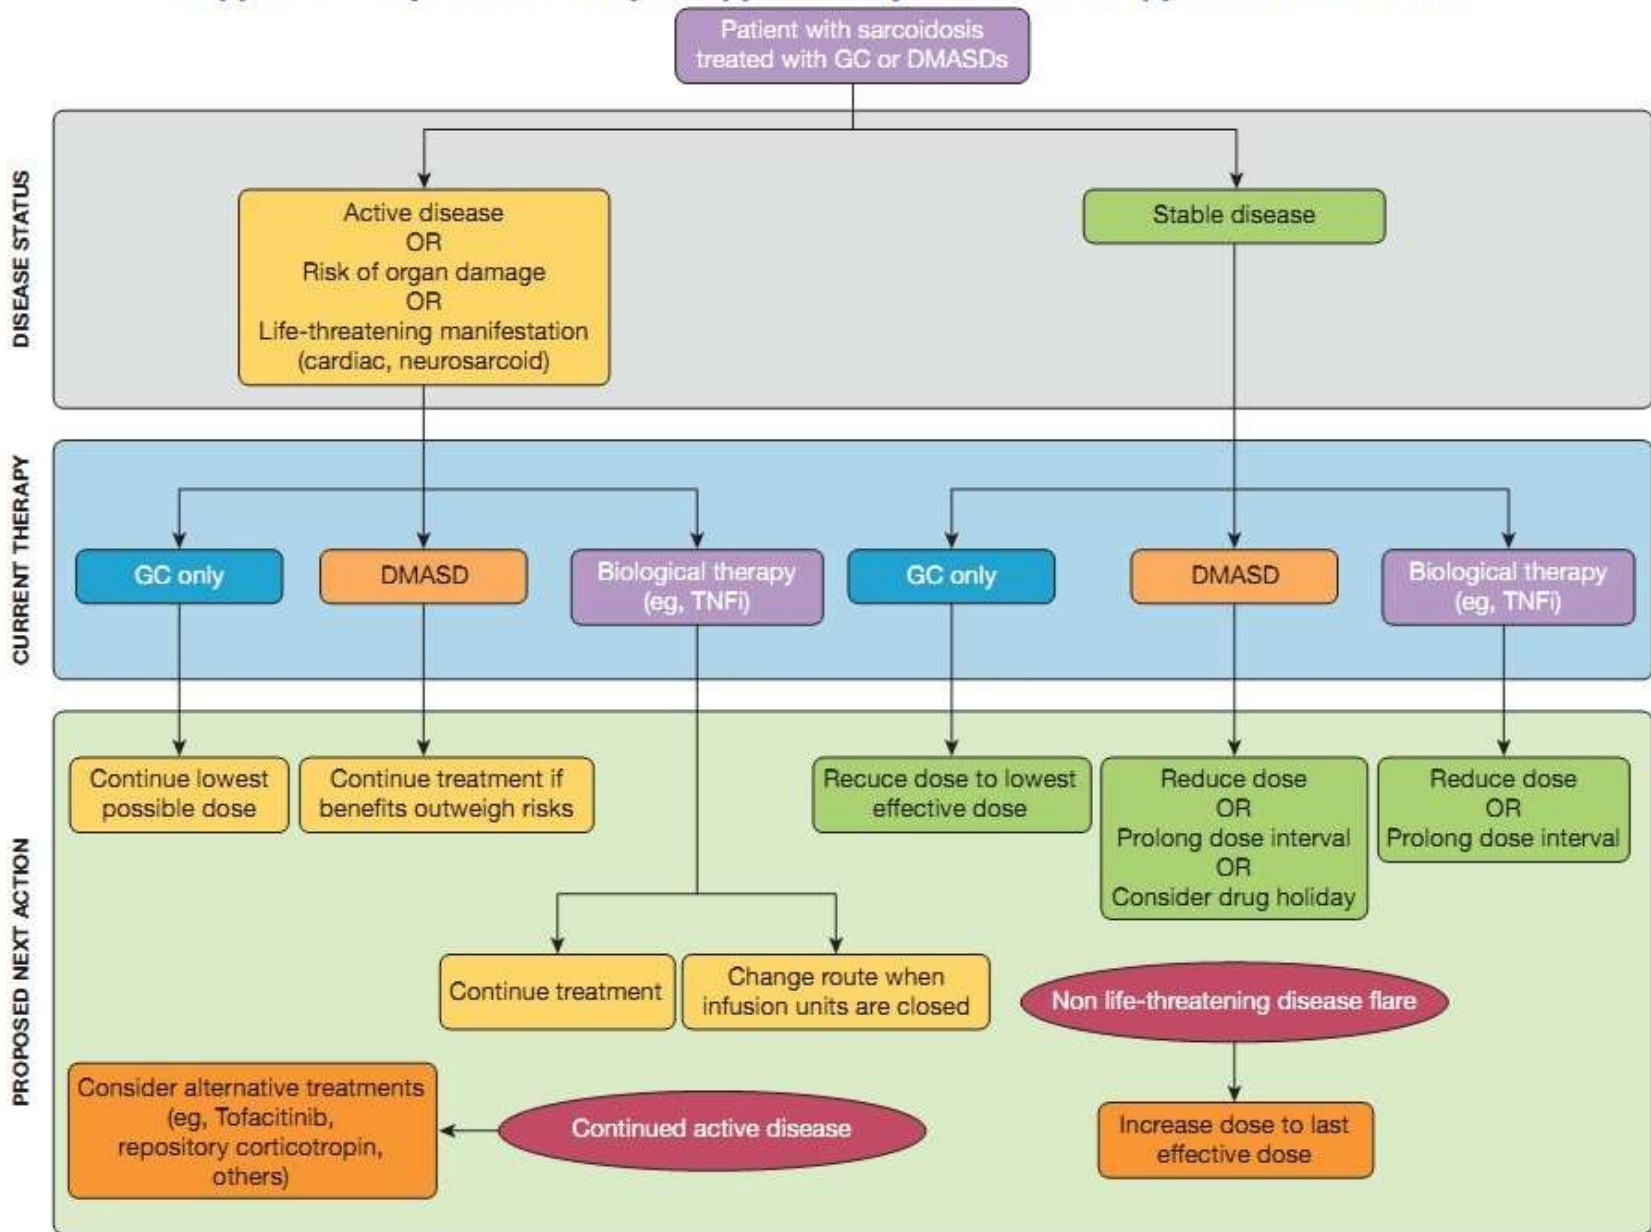 Patient with sarcoidosis
treated with GC or DMASDs
DISEASE STATUS
Active disease
OR
Risk of organ damage
OR
Life-threatening manifestation
(cardiac, neurosarcoid)
Stable disease
CURRENT THERAPY
GC only
DMASD
Biological therapy
(eg, TNFi)
GC only
DMASD
Biological therapy
(eg, TNFi)
PROPOSED NEXT ACTION
Continue lowest
possible dose
Continue treatment if
benefits outweigh risks
Recuce dose to lowest
effective dose
Reduce dose
OR
Prolong dose interval
OR
Consider drug holiday
Reduce dose
OR
Prolong dose interval
Continue treatment
Change route when
infusion units are closed
Non life-threatening disease flare
Consider alternative treatments
(eg, Tofacitinib,
repository corticotropin,
others)
Continued active disease
Increase dose to last
effective dose